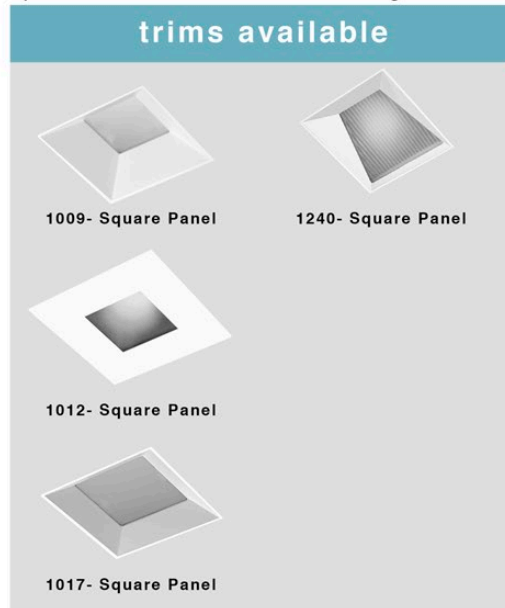 trims available
1009- Square Panel
1240- Square Panel
1012- Square Panel
1017- Square Panel